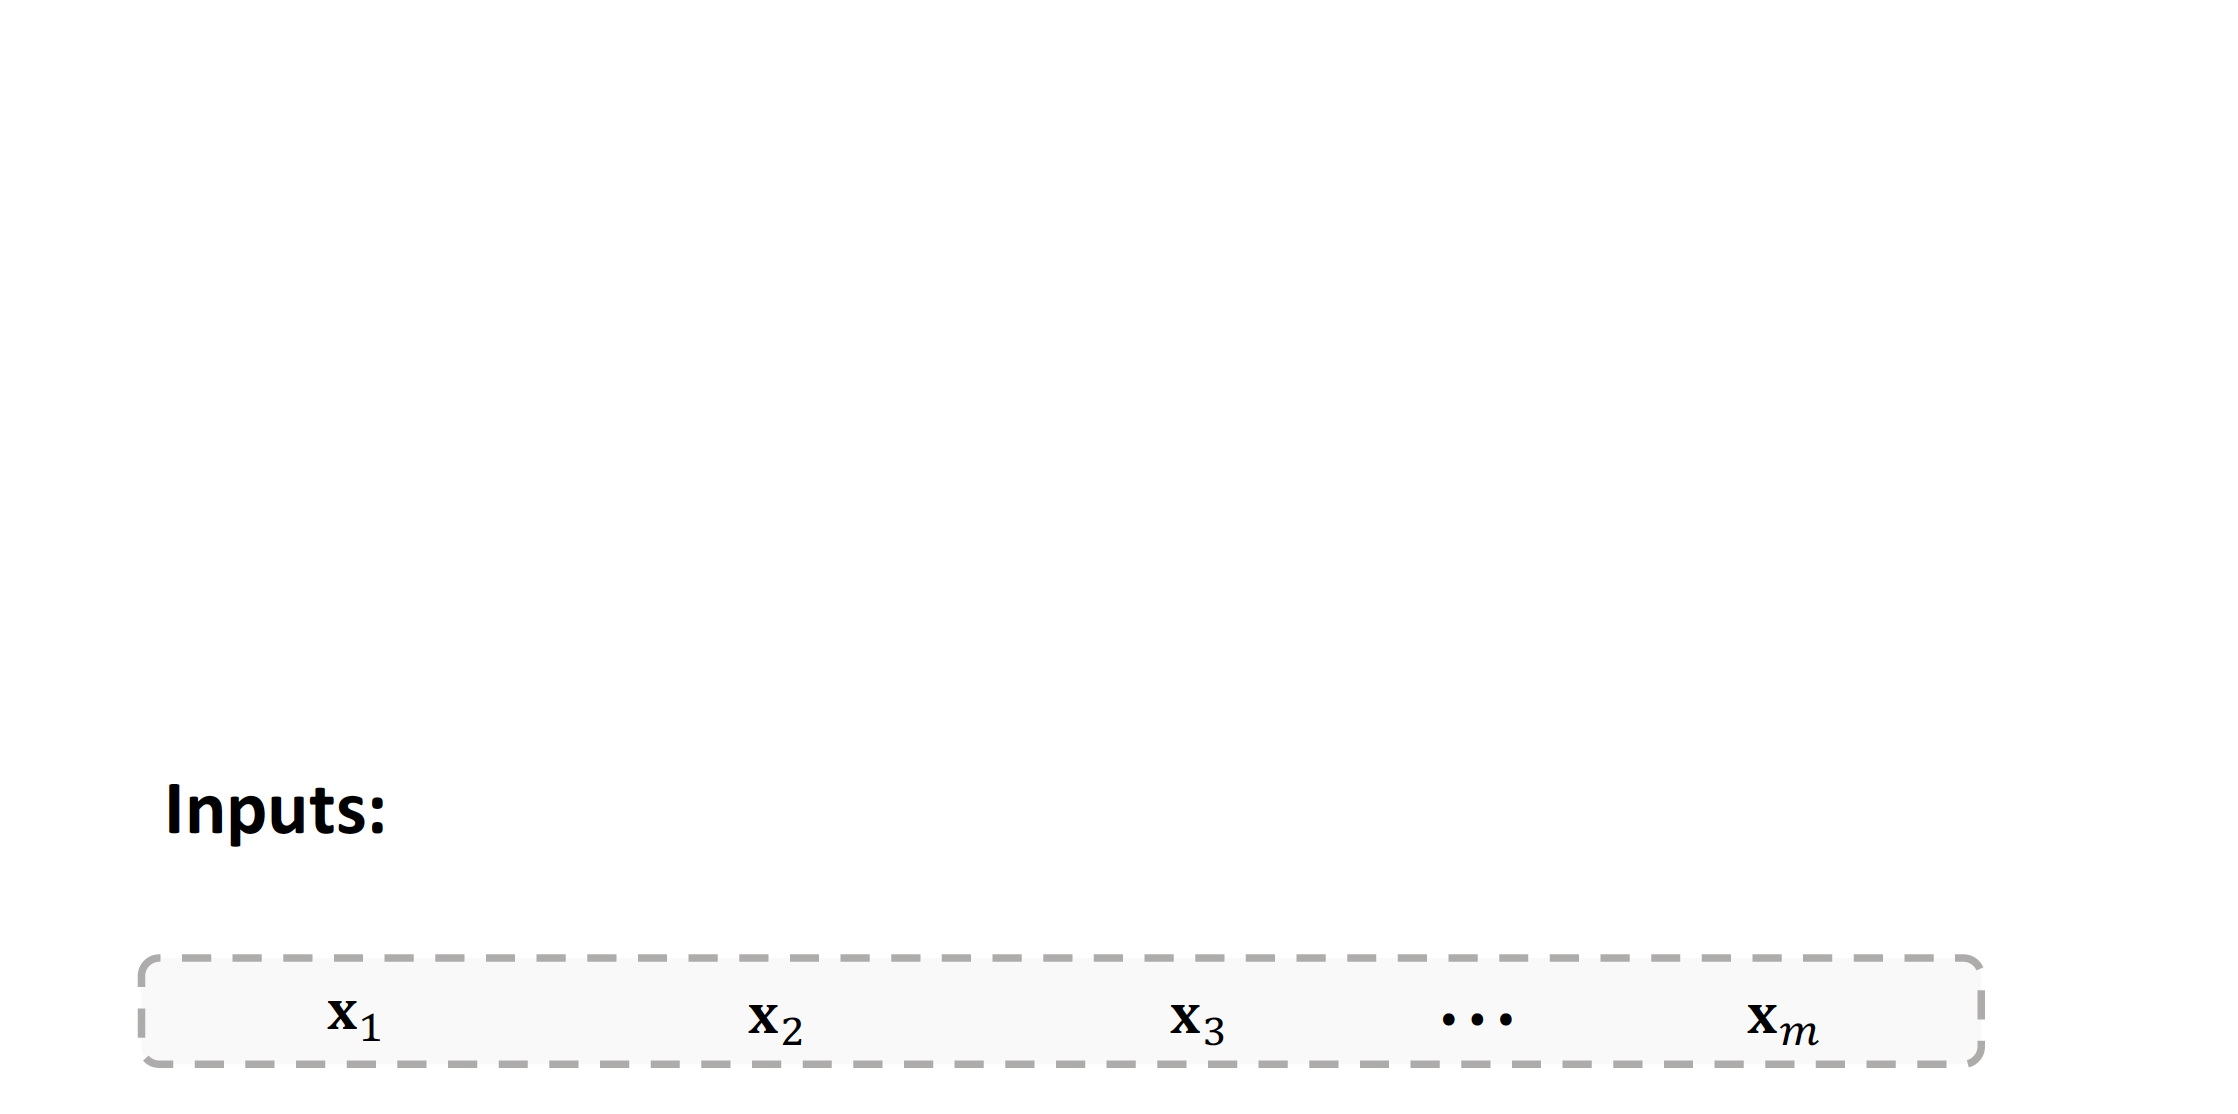 Inputs:
x₁ x₂ x₃ ··· xₘ